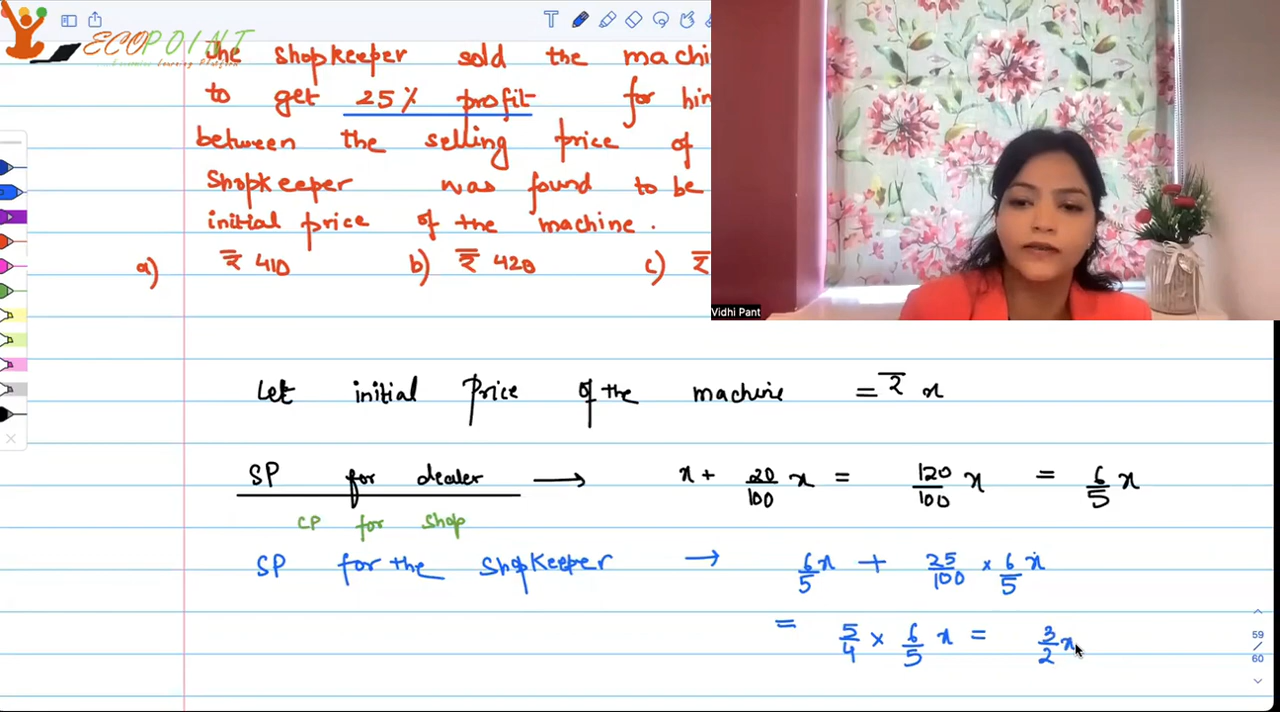 ECOPOINT
The shopkeeper sold the machi
to get 25% profit for him
between the selling price of
Shopkeeper was found to be
initial price of the machine.
a) ₹ 410 b) ₹ 420 c) ₹
Vidhi Pant
Let initial price of the machine = ₹ x
SP for dealer → x + 20/100 x = 120/100 x = 6/5 x
CP for shop
SP for the Shopkeeper → 6/5 x + 25/100 × 6/5 x
= 5/4 × 6/5 x = 3/2 x
59
/
60